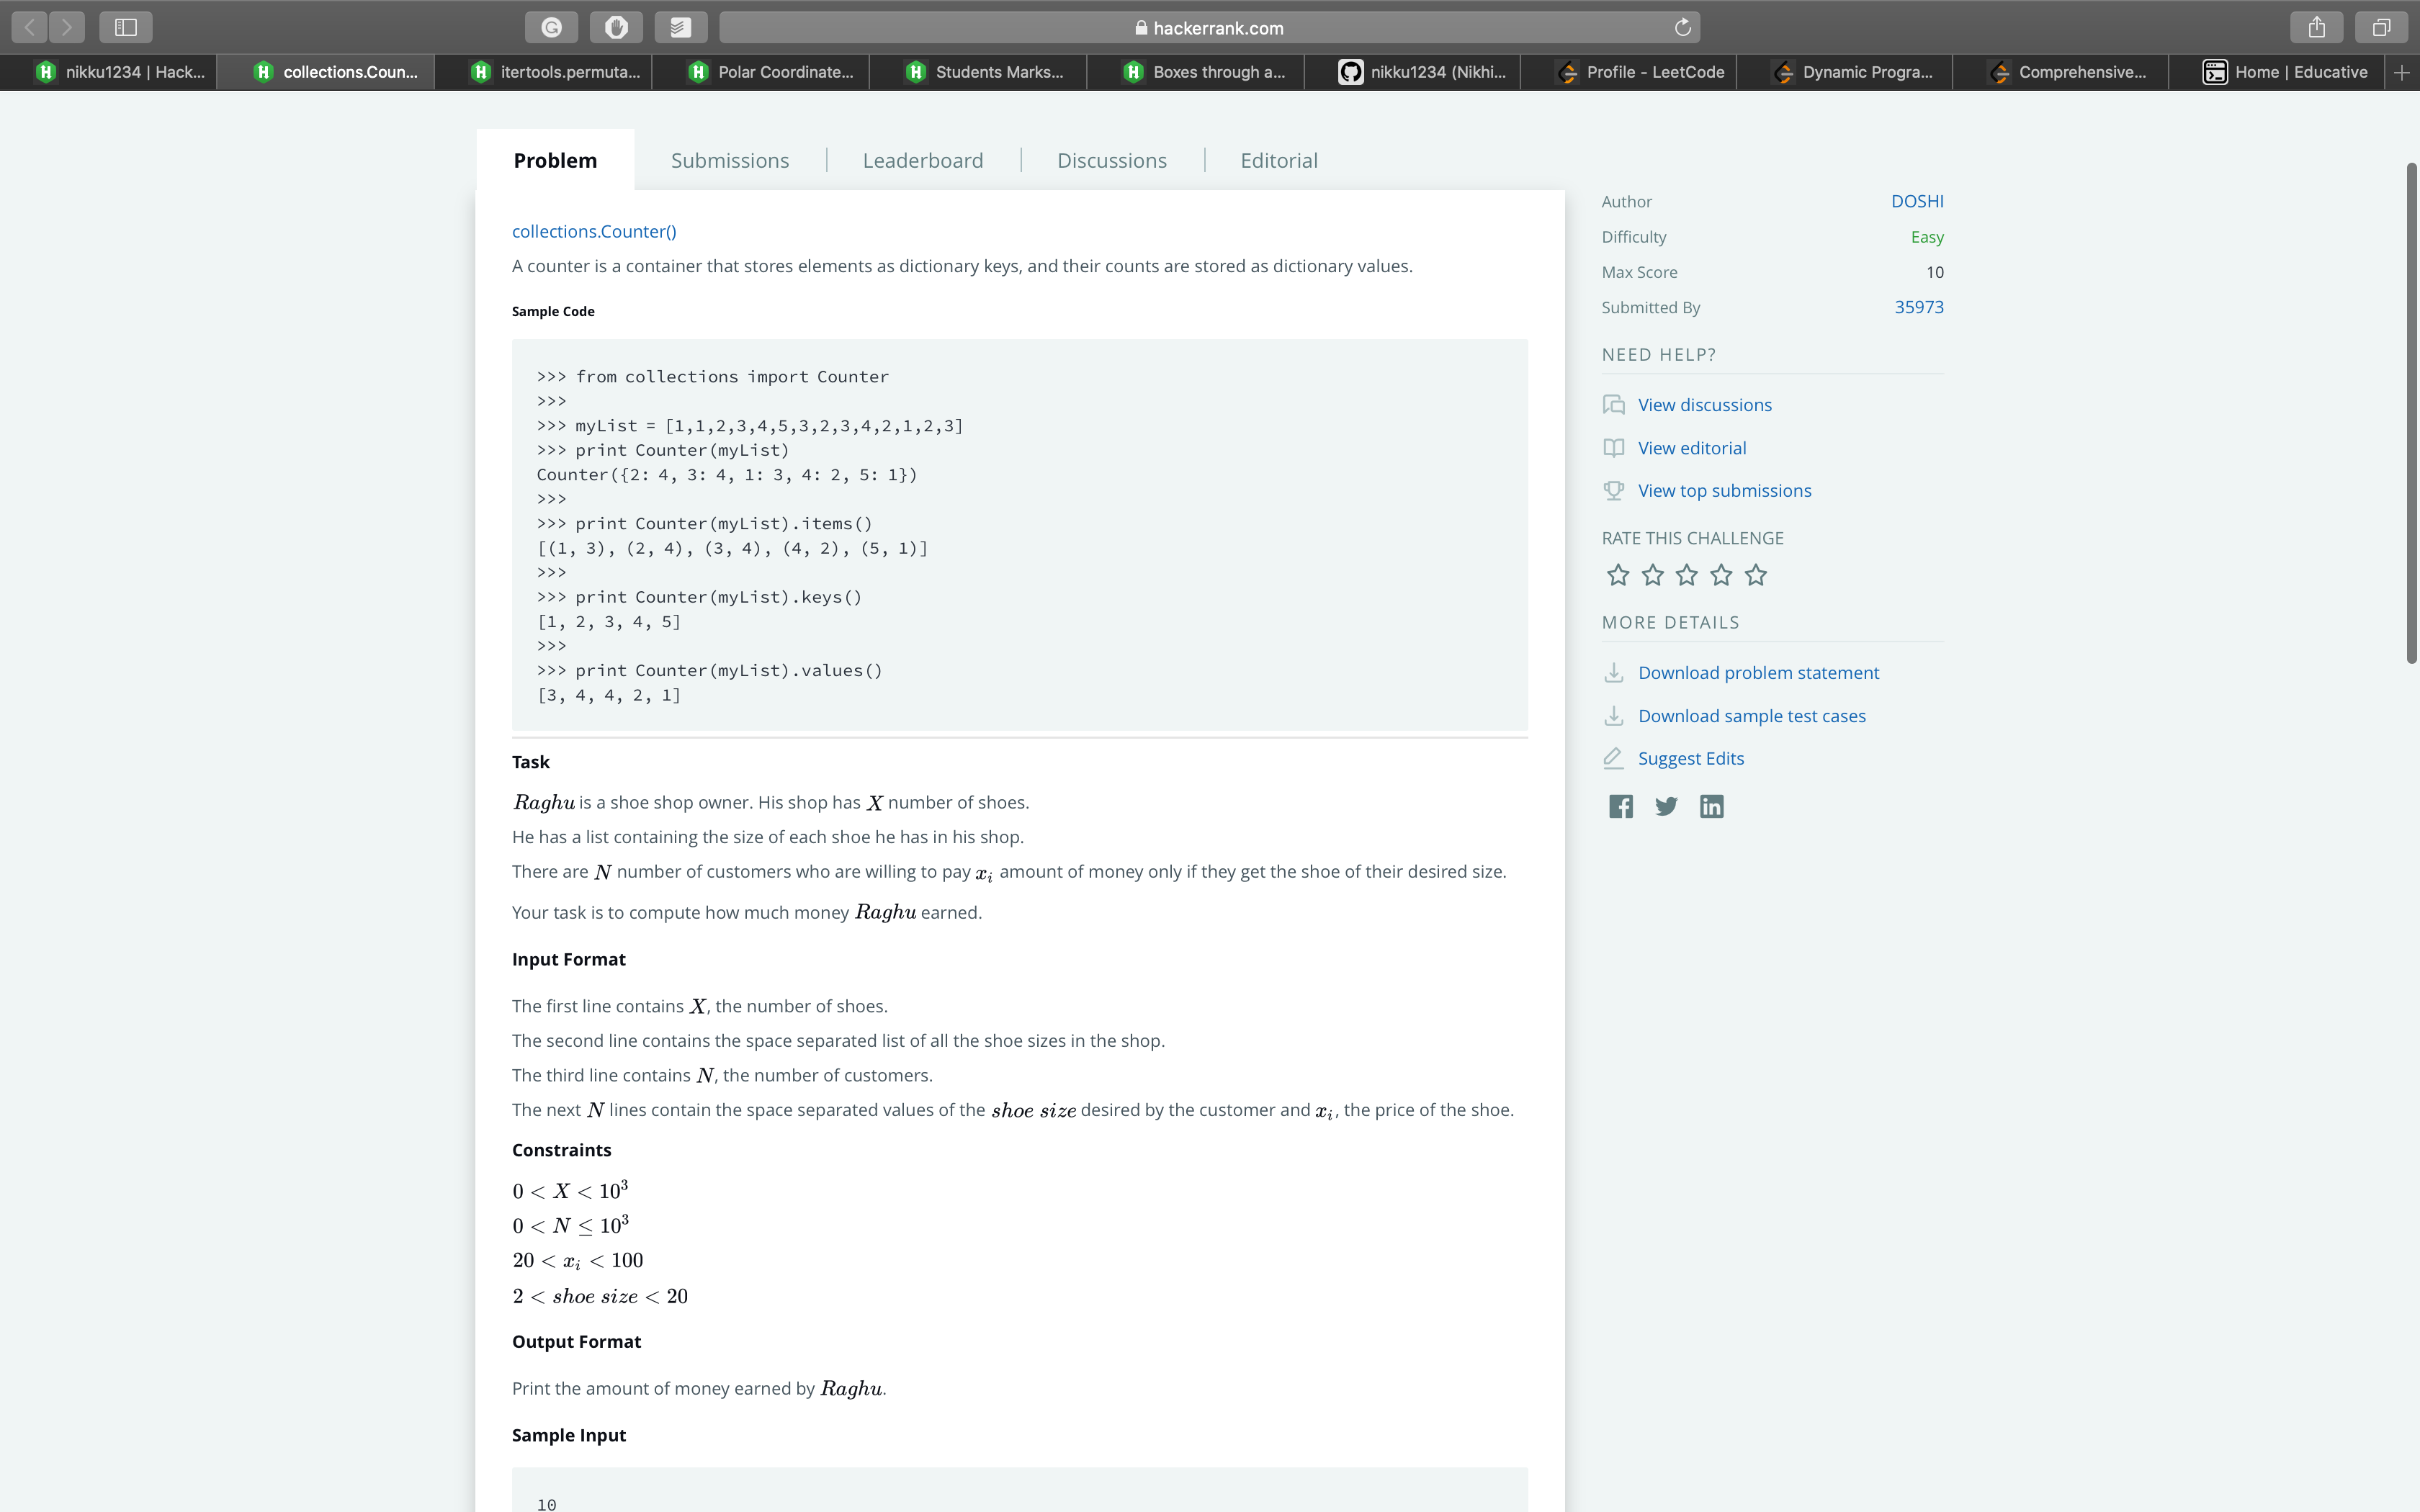 hackerrank.com
nikku1234 | Hack...
collections.Coun...
itertools.permuta...
Polar Coordinate...
Students Marks...
Boxes through a...
nikku1234 (Nikhi...
Profile - LeetCode
Dynamic Progra...
Comprehensive...
Home | Educative
Problem
Submissions
Leaderboard
Discussions
Editorial
collections.Counter()
A counter is a container that stores elements as dictionary keys, and their counts are stored as dictionary values.
Sample Code
>>> from collections import Counter
>>>
>>> myList = [1,1,2,3,4,5,3,2,3,4,2,1,2,3]
>>> print Counter(myList)
Counter({2: 4, 3: 4, 1: 3, 4: 2, 5: 1})
>>>
>>> print Counter(myList).items()
[(1, 3), (2, 4), (3, 4), (4, 2), (5, 1)]
>>>
>>> print Counter(myList).keys()
[1, 2, 3, 4, 5]
>>>
>>> print Counter(myList).values()
[3, 4, 4, 2, 1]
Task
Raghu is a shoe shop owner. His shop has X number of shoes.
He has a list containing the size of each shoe he has in his shop.
There are N number of customers who are willing to pay xᵢ amount of money only if they get the shoe of their desired size.
Your task is to compute how much money Raghu earned.
Input Format
The first line contains X, the number of shoes.
The second line contains the space separated list of all the shoe sizes in the shop.
The third line contains N, the number of customers.
The next N lines contain the space separated values of the shoe size desired by the customer and xᵢ, the price of the shoe.
Constraints
0 < X < 10³
0 < N ≤ 10³
20 < xᵢ < 100
2 < shoe size < 20
Output Format
Print the amount of money earned by Raghu.
Sample Input
10
Author DOSHI
Difficulty Easy
Max Score 10
Submitted By 35973
NEED HELP?
View discussions
View editorial
View top submissions
RATE THIS CHALLENGE
MORE DETAILS
Download problem statement
Download sample test cases
Suggest Edits